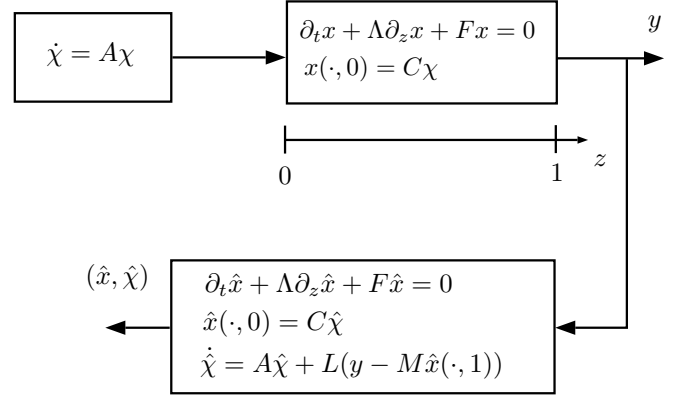 χ̇ = Aχ
∂ₜx + Λ∂_z x + Fx = 0
x(·, 0) = Cχ
y
0
1
z
(x̂, χ̂)
∂ₜx̂ + Λ∂_z x̂ + Fx̂ = 0
x̂(·, 0) = Cχ̂
χ̂̇ = Aχ̂ + L(y − Mx̂(·, 1))